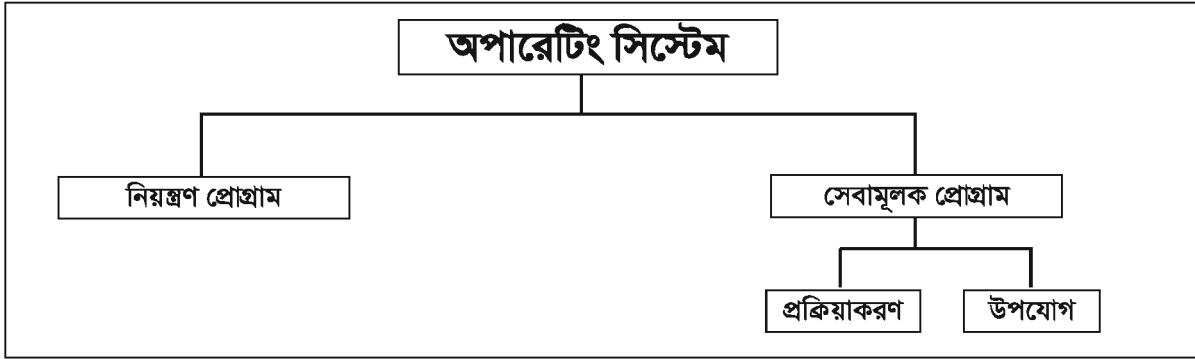 অপারেটিং সিস্টেম
নিয়ন্ত্রণ প্রোগ্রাম
সেবামূলক প্রোগ্রাম
প্রক্রিয়াকরণ
উপযোগ